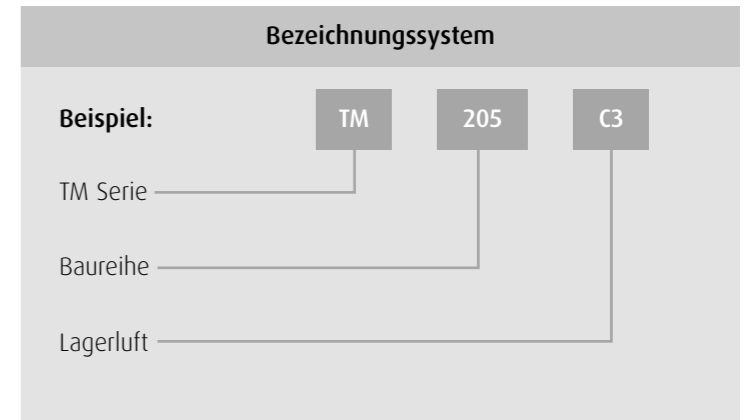 Bezeichnungssystem
Beispiel: TM 205 C3
TM Serie
Baureihe
Lagerluft